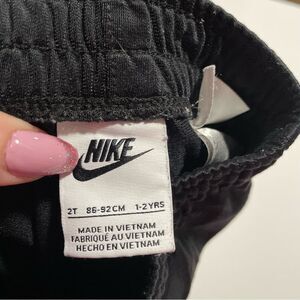 NIKE
2T 86-92CM 1-2YRS
MADE IN VIETNAM
FABRIQUÉ AU VIETNAM
HECHO EN VIETNAM